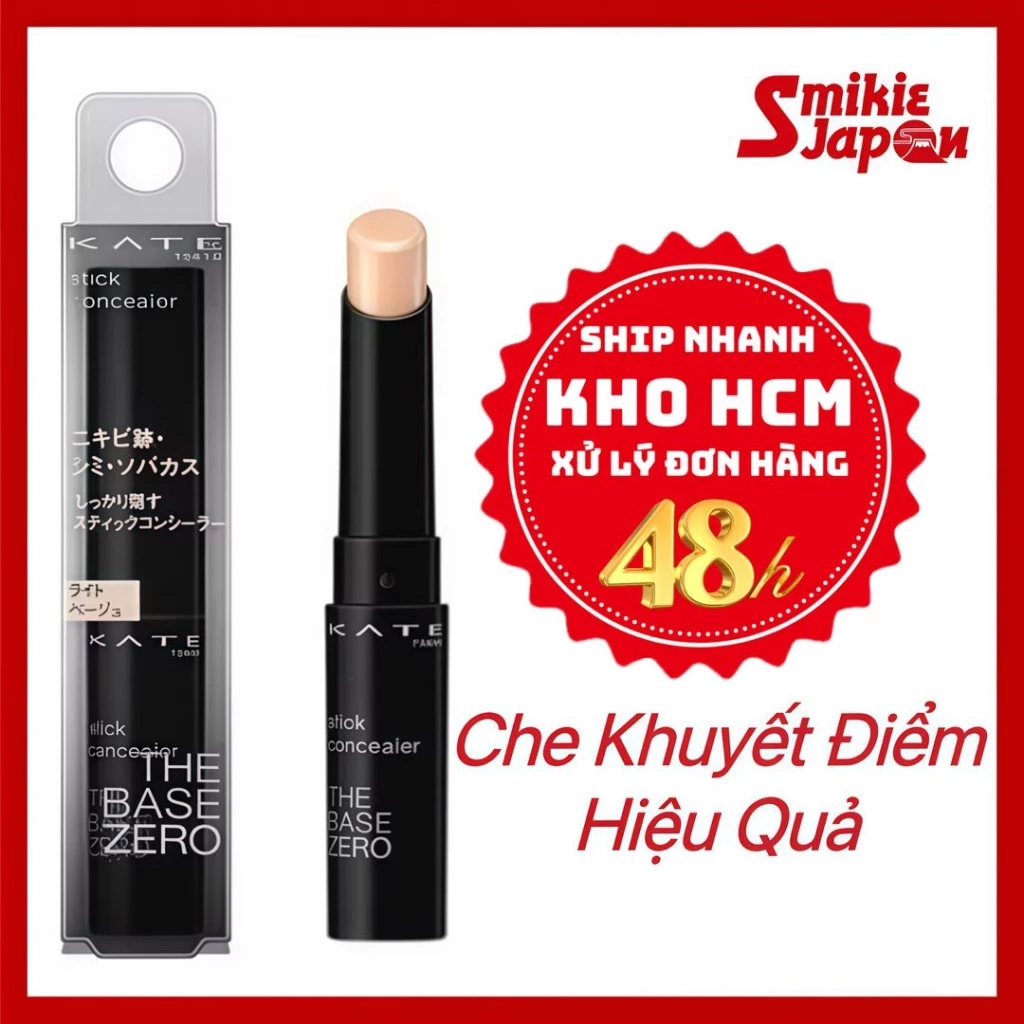 Smikie
Japan
KATE
stick
concealer
ニキビ跡・
シミ・ソバカス
しっかり隠す
スティックコンシーラー
ライト
ベージュ
KATE
THE
BASE
ZERO
KATE
stiok
concealer
THE
BASE
ZERO
SHIP NHANH
KHO HCM
XỬ LÝ ĐƠN HÀNG
48h
Che Khuyết Điểm
Hiệu Quả